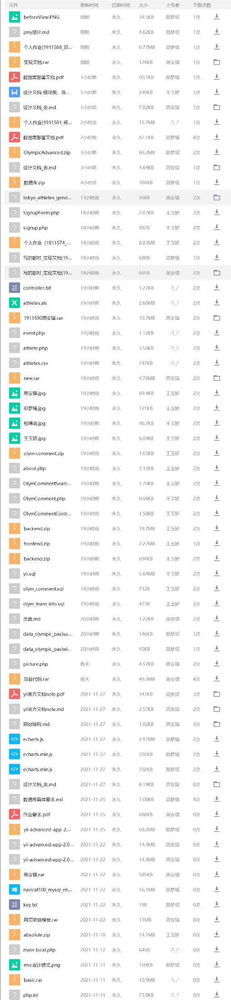 文件 更新时间 过期时间 大小 上传者 下载次数
beforeView.PNG 刚刚 永久 34.5KB 郑梦瑶 1次
zmy部分.md 刚刚 永久 4.62KB 郑梦瑶 1次
个人作业(1911588_郑... 刚刚 永久 6.77MB 郑梦瑶 1次
实现文档.rar 刚刚 永久 124KB 周安琪 1次
数据库部署文档.pdf 1小时前 永久 90.1KB 郑梦瑶 1次
设计文档-模块图、流... 1小时前 永久 249KB 王玉娇 1次
设计文档_表.md 1小时前 永久 7.82KB 周安琪 1次
个人作业(1911581_杨... 2小时前 永久 15.7MB 1次
数据库部署文档.pdf 2小时前 永久 87.1KB 郑梦瑶 4次
OlympicAdvanced.zip 3小时前 永久 66.2MB 郑梦瑶 2次
设计文档_表.md 3小时前 永久 4.64KB 周安琪 1次
数据库.zip 4小时前 永久 304KB 郑梦瑶 1次
tokyo_athletes_gend... 13小时前 永久 568B 周安琪 2次
SignupForm.php 18小时前 永久 2.07KB 王玉娇 2次
signup.php 18小时前 永久 987B 王玉娇 2次
个人作业（1911574_... 18小时前 永久 8.83MB 王玉娇 2次
写的都对_实现文档(19... 18小时前 永久 680B 郑梦瑶 1次
写的都对_实现文档(19... 18小时前 永久 665B 周安琪 2次
controller.txt 19小时前 永久 1.27KB 2次
athletes.xls 19小时前 永久 2.60MB 2次
1911590周安琪.rar 19小时前 永久 10.7MB 周安琪 2次
event.php 19小时前 永久 1.12KB 2次
athlete.php 19小时前 永久 3.58KB 2次
athletes.csv 19小时前 永久 747KB 2次
new.rar 19小时前 永久 4.76MB 周安琪 2次
周安琪.jpg 19小时前 永久 69.4KB 王玉娇 2次
郑梦瑶.jpg 19小时前 永久 121KB 王玉娇 2次
杨博闻.jpg 19小时前 永久 98.7KB 王玉娇 2次
王玉娇.jpg 19小时前 永久 6.04KB 王玉娇 2次
olym-comment.zip 19小时前 永久 1.63KB 王玉娇 2次
about.php 19小时前 永久 3.37KB 王玉娇 2次
OlymCommentSearc... 19小时前 永久 1.70KB 王玉娇 2次
OlymComment.php 19小时前 永久 0.98KB 王玉娇 2次
OlymCommentContr... 19小时前 永久 1.58KB 王玉娇 2次
backend.zip 19小时前 永久 18.7MB 王玉娇 2次
frontend.zip 19小时前 永久 2.27MB 王玉娇 1次
backend.zip 19小时前 永久 694KB 王玉娇 2次
yii.sql 19小时前 永久 5.64MB 王玉娇 2次
olym_comment.sql 19小时前 永久 712B 王玉娇 2次
olym_team_info.sql 19小时前 永久 473B 王玉娇 2次
页面.md 20小时前 永久 1.22KB 周安琪 2次
data_olympic_pastsu... 20小时前 永久 146KB 郑梦瑶 1次
data_olympic_pastwi... 20小时前 永久 45KB 郑梦瑶 1次
picture.php 昨天 永久 4.57KB 周安琪 2次
项目代码.rar 前天 永久 49.3MB 周安琪 4次
yii官方文档note.pdf 2021-11-27 永久 343KB 周安琪 3次
yii官方文档note.md 2021-11-27 永久 2.57KB 周安琪 2次
网站结构.md 2021-11-27 永久 1.02KB 周安琪 4次
echarts.js 2021-11-27 永久 2.91MB 郑梦瑶 2次
echarts.min.js 2021-11-27 永久 702KB 郑梦瑶 2次
echarts.min.js 2021-11-27 永久 702KB 郑梦瑶 2次
设计文档_表.md 2021-11-27 永久 6.19KB 周安琪 8次
数据库具体要求.md 2021-11-25 永久 1.08KB 郑梦瑶 4次
作业要求.pdf 2021-11-25 永久 688KB 周安琪 0次
yii-advanced-app-2.... 2021-11-25 永久 68.2MB 郑梦瑶 0次
yii-advanced-app-2.0... 2021-11-22 永久 14.4MB 周安琪 0次
yii-advanced-app-2.0... 2021-11-22 永久 14.4MB 周安琪 0次
周安琪.rar 2021-11-22 永久 585KB 周安琪 0次
navicat100_mysql_en... 2021-11-22 永久 16.1MB 郑梦瑶 0次
key.txt 2021-11-22 永久 19B 郑梦瑶 0次
网页前端模板.rar 2021-11-22 永久 11MB 周安琪 0次
absolute.zip 2021-11-18 永久 14.1MB 王玉娇 0次
main-local.php 2021-11-12 永久 645B 0次
mvc设计模式.png 2021-11-11 永久 169KB 郑梦瑶 0次
basic.rar 2021-11-11 永久 10.9MB 0次
php.ini 2021-11-11 永久 73.8KB 0次